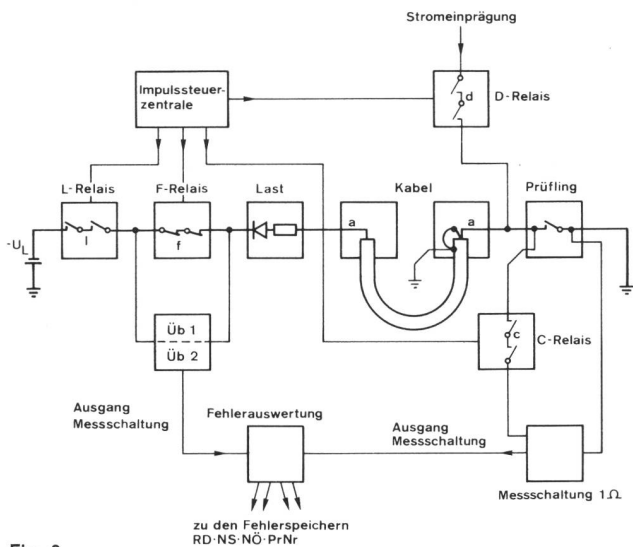 Stromeinprägung
Impulssteuer-
zentrale
d
D-Relais
L-Relais
F-Relais
Last
Kabel
Prüfling
-UL
l
f
a
a
Üb 1
Üb 2
c
C-Relais
Ausgang
Messschaltung
Fehlerauswertung
Ausgang
Messschaltung
Messschaltung 1Ω
zu den Fehlerspeichern
RD·NS·NÖ·PrNr